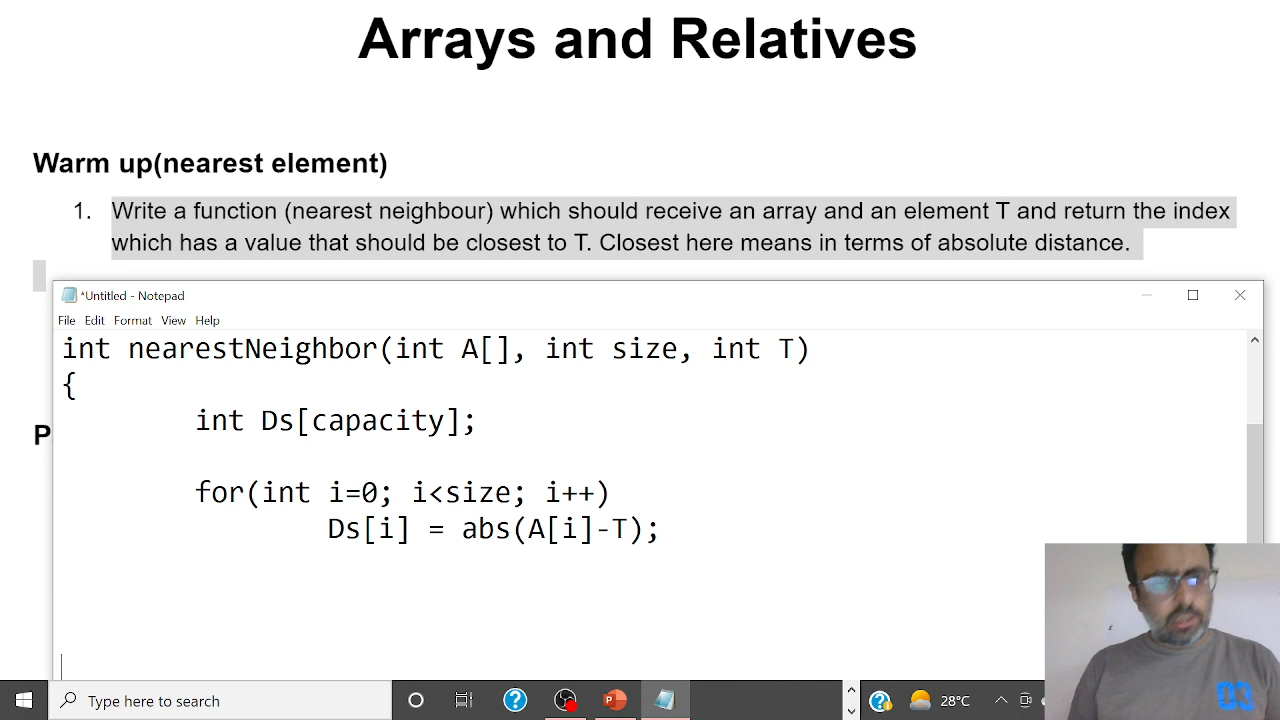 Arrays and Relatives
Warm up(nearest element)
1. Write a function (nearest neighbour) which should receive an array and an element T and return the index
which has a value that should be closest to T. Closest here means in terms of absolute distance.
*Untitled - Notepad
File Edit Format View Help
int nearestNeighbor(int A[], int size, int T)
{
int Ds[capacity];
P
for(int i=0; i<size; i++)
Ds[i] = abs(A[i]-T);
Type here to search
28°C